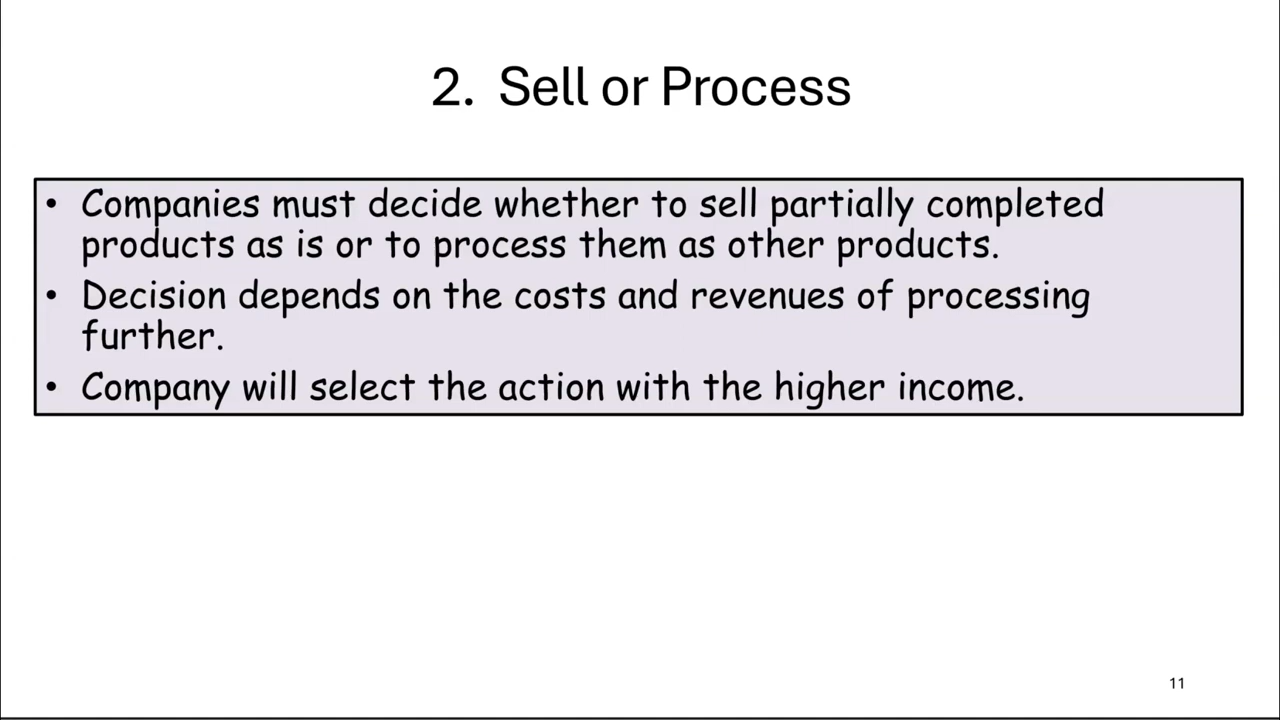 2. Sell or Process
• Companies must decide whether to sell partially completed
products as is or to process them as other products.
• Decision depends on the costs and revenues of processing
further.
• Company will select the action with the higher income.
11